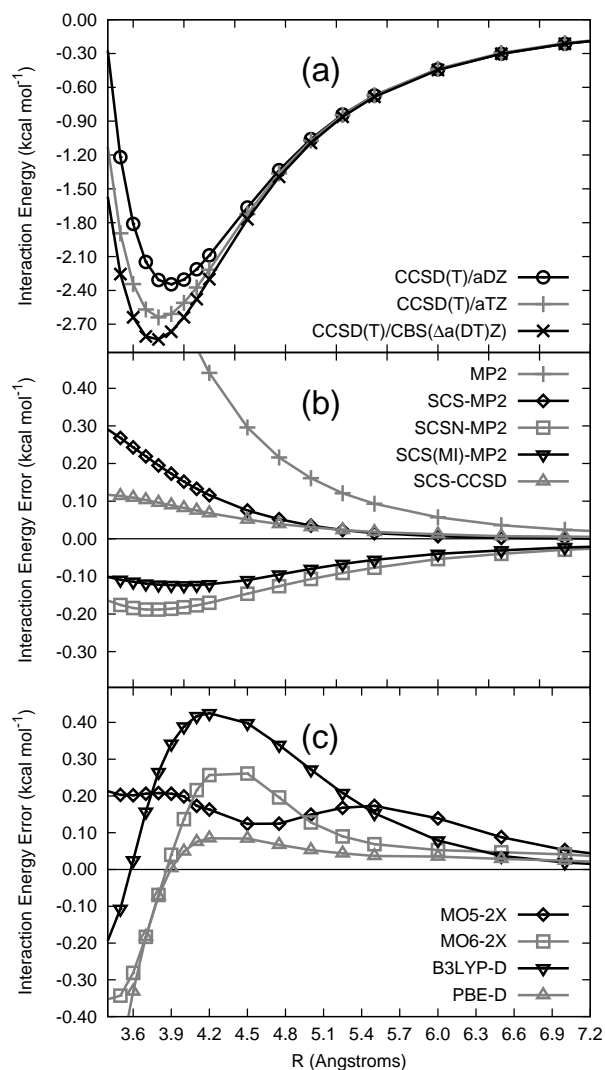 0.00
-0.30
-0.60
-0.90
-1.20
-1.50
-1.80
-2.10
-2.40
-2.70
Interaction Energy (kcal mol-1)
(a)
CCSD(T)/aDZ
CCSD(T)/aTZ
CCSD(T)/CBS(Δa(DT)Z)
0.40
0.30
0.20
0.10
0.00
-0.10
-0.20
-0.30
Interaction Energy Error (kcal mol-1)
(b)
MP2
SCS-MP2
SCSN-MP2
SCS(MI)-MP2
SCS-CCSD
0.40
0.30
0.20
0.10
0.00
-0.10
-0.20
-0.30
-0.40
Interaction Energy Error (kcal mol-1)
(c)
MO5-2X
MO6-2X
B3LYP-D
PBE-D
3.6 3.9 4.2 4.5 4.8 5.1 5.4 5.7 6.0 6.3 6.6 6.9 7.2
R (Angstroms)